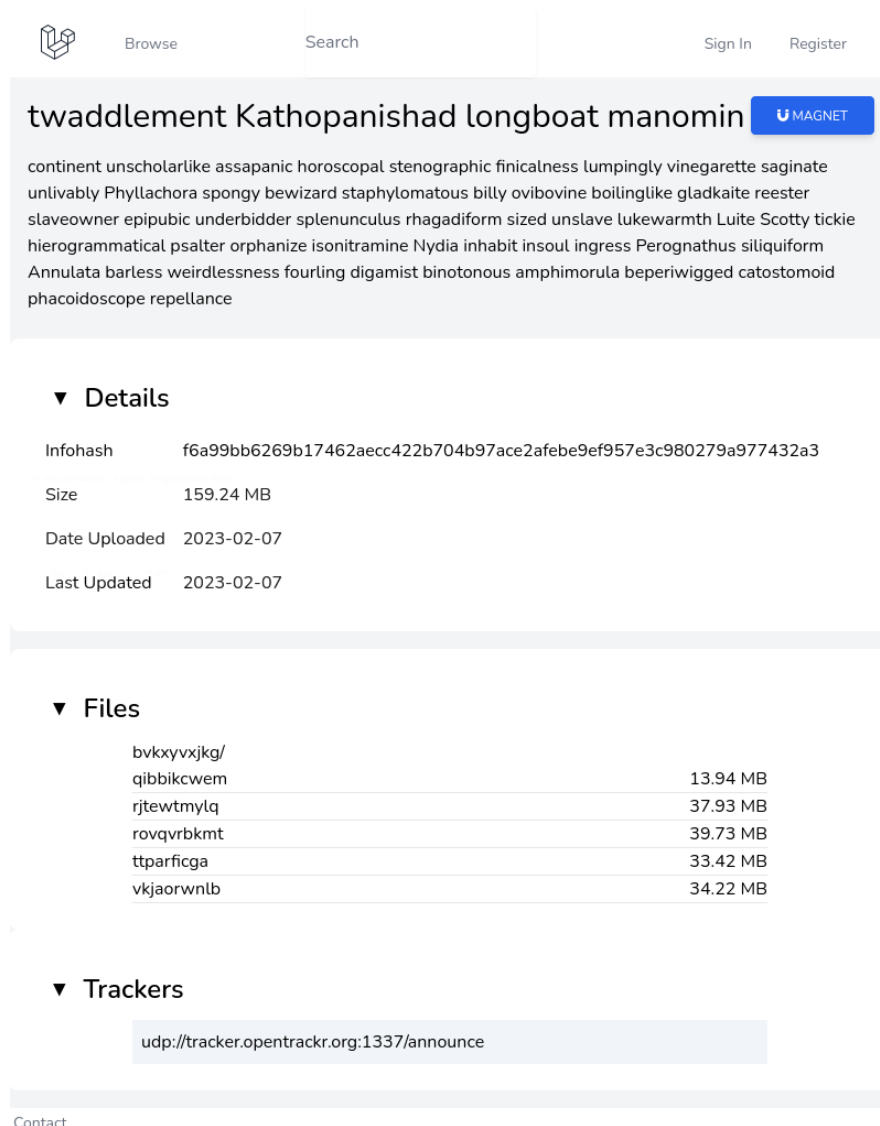 Browse Search Sign In Register
twaddlement Kathopanishad longboat manomin MAGNET
continent unscholarlike assapanic horoscopal stenographic finicalness lumpingly vinegarette saginate
unlivably Phyllachora spongy bewizard staphylomatous billy ovibovine boilinglike gladkaite reester
slaveowner epipubic underbidder splenunculus rhagadiform sized unslave lukewarmth Luite Scotty tickie
hierogrammatical psalter orphanize isonitramine Nydia inhabit insoul ingress Perognathus siliquiform
Annulata barless weirdlessness fourling digamist binotonous amphimorula beperiwigged catostomoid
phacoidoscope repellance
▼ Details
Infohash f6a99bb6269b17462aecc422b704b97ace2afebe9ef957e3c980279a977432a3
Size 159.24 MB
Date Uploaded 2023-02-07
Last Updated 2023-02-07
▼ Files
bvkxyvxjkg/
qibbikcwem 13.94 MB
rjtewtmylq 37.93 MB
rovqvrbkmt 39.73 MB
ttparficga 33.42 MB
vkjaorwnlb 34.22 MB
▼ Trackers
udp://tracker.opentrackr.org:1337/announce
Contact